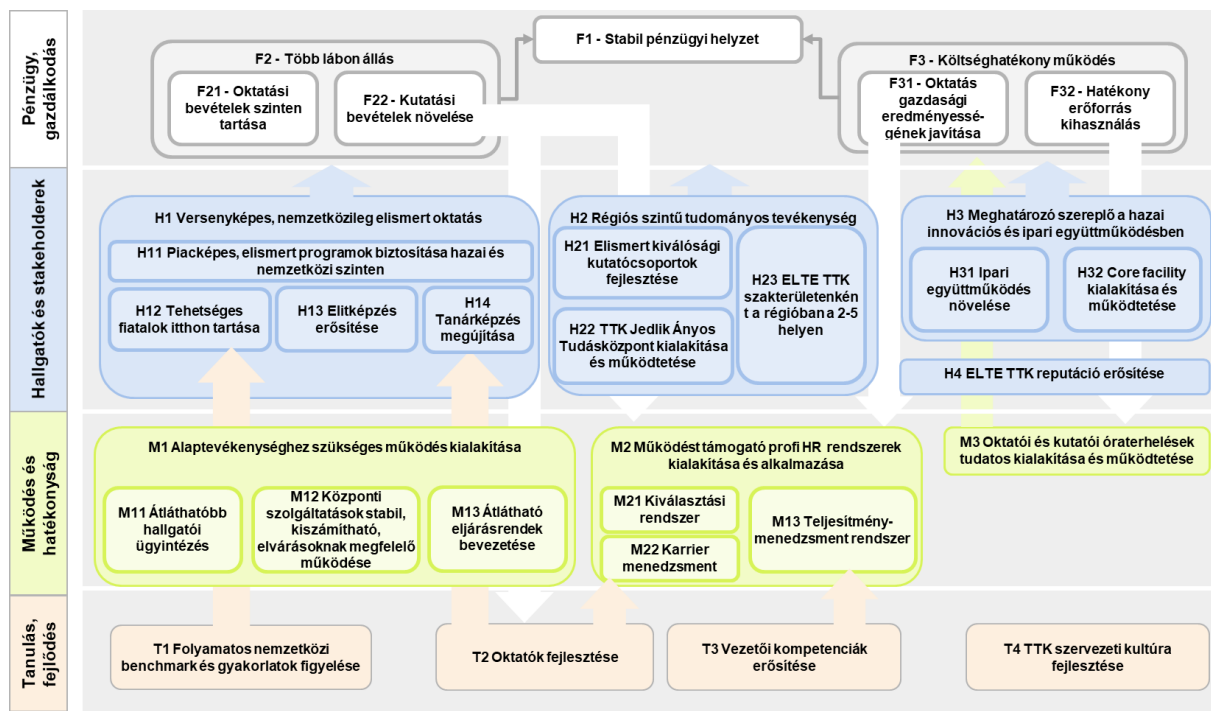 Pénzügy,
gazdálkodás
F1 - Stabil pénzügyi helyzet
F2 - Több lábon állás
F21 - Oktatási
bevételek szinten
tartása
F22 - Kutatási
bevételek növelése
F3 - Költséghatékony működés
F31 - Oktatás
gazdasági
eredményessé-
gének javítása
F32 - Hatékony
erőforrás
kihasználás
Hallgatók és stakeholderek
H1 Versenyképes, nemzetközileg elismert oktatás
H11 Piacképes, elismert programok biztosítása hazai és
nemzetközi szinten
H12 Tehetséges
fiatalok itthon tartása
H13 Elitképzés
erősítése
H14
Tanárképzés
megújítása
H2 Régiós szintű tudományos tevékenység
H21 Elismert kiválósági
kutatócsoportok
fejlesztése
H22 TTK Jedlik Ányos
Tudásközpont kialakítása
és működtetése
H23 ELTE TTK
szakterületenkén
t a régióban a 2-5
helyen
H3 Meghatározó szereplő a hazai
innovációs és ipari együttműködésben
H31 Ipari
együttműködés
növelése
H32 Core facility
kialakítása és
működtetése
H4 ELTE TTK reputáció erősítése
Működés és
hatékonyság
M1 Alaptevékenységhez szükséges működés kialakítása
M11 Átláthatóbb
hallgatói
ügyintézés
M12 Központi
szolgáltatások stabil,
kiszámítható,
elvárásoknak megfelelő
működése
M13 Átlátható
eljárásrendek
bevezetése
M2 Működést támogató profi HR rendszerek
kialakítása és alkalmazása
M21 Kiválasztási
rendszer
M22 Karrier
menedzsment
M13 Teljesítmény-
menedzsment rendszer
M3 Oktatói és kutatói óraterhelések
tudatos kialakítása és működtetése
Tanulás,
fejlődés
T1 Folyamatos nemzetközi
benchmark és gyakorlatok figyelése
T2 Oktatók fejlesztése
T3 Vezetői kompetenciák
erősítése
T4 TTK szervezeti kultúra
fejlesztése